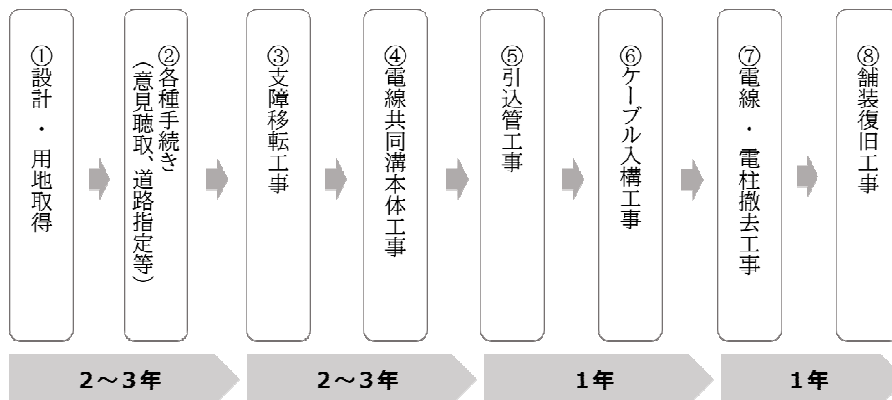 ①設計・用地取得
②各種手続き
（意見聴取、道路指定等）
③支障移転工事
④電線共同溝本体工事
⑤引込管工事
⑥ケーブル入構工事
⑦電線・電柱撤去工事
⑧舗装復旧工事
２～３年
２～３年
１年
１年